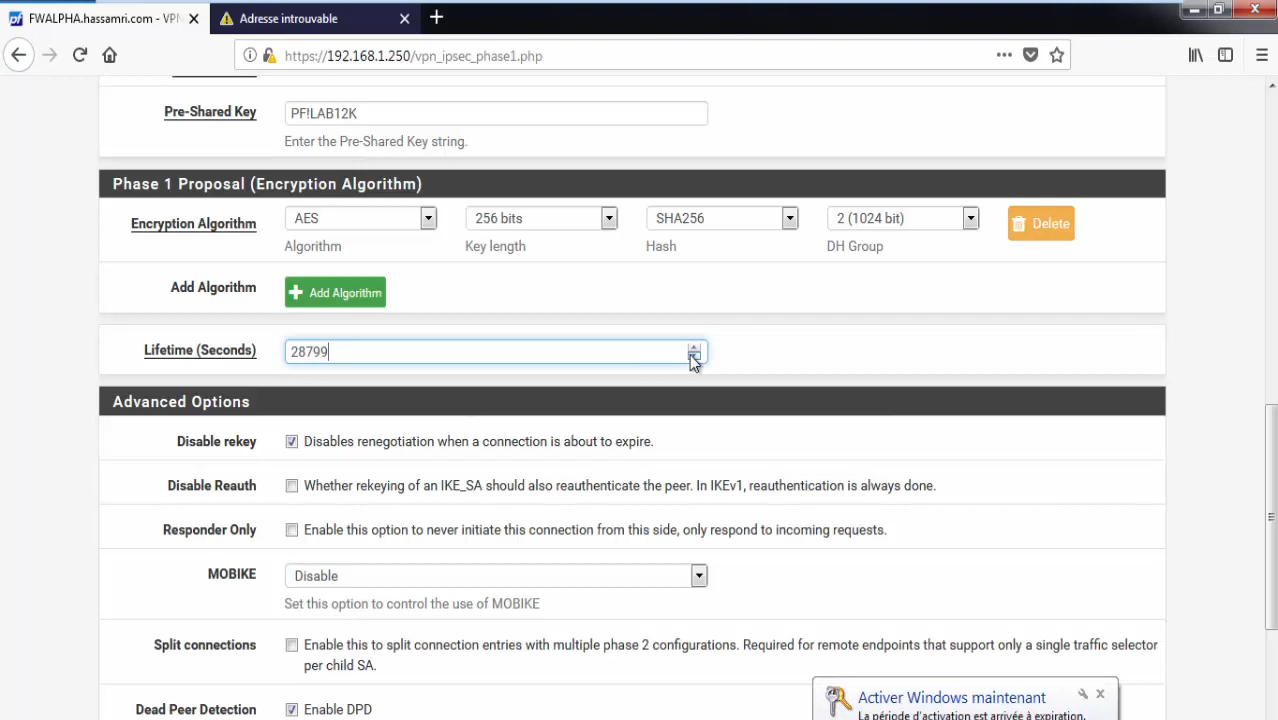 FWALPHA.hassamri.com - VPN
Adresse introuvable
https://192.168.1.250/vpn_ipsec_phase1.php
Pre-Shared Key
PF!LAB12K
Enter the Pre-Shared Key string.
Phase 1 Proposal (Encryption Algorithm)
Encryption Algorithm
AES
256 bits
SHA256
2 (1024 bit)
Delete
Algorithm
Key length
Hash
DH Group
Add Algorithm
Add Algorithm
Lifetime (Seconds)
28799
Advanced Options
Disable rekey
Disables renegotiation when a connection is about to expire.
Disable Reauth
Whether rekeying of an IKE_SA should also reauthenticate the peer. In IKEv1, reauthentication is always done.
Responder Only
Enable this option to never initiate this connection from this side, only respond to incoming requests.
MOBIKE
Disable
Set this option to control the use of MOBIKE
Split connections
Enable this to split connection entries with multiple phase 2 configurations. Required for remote endpoints that support only a single traffic selector
per child SA.
Dead Peer Detection
Enable DPD
Activer Windows maintenant
La période d'activation est arrivée à expiration.